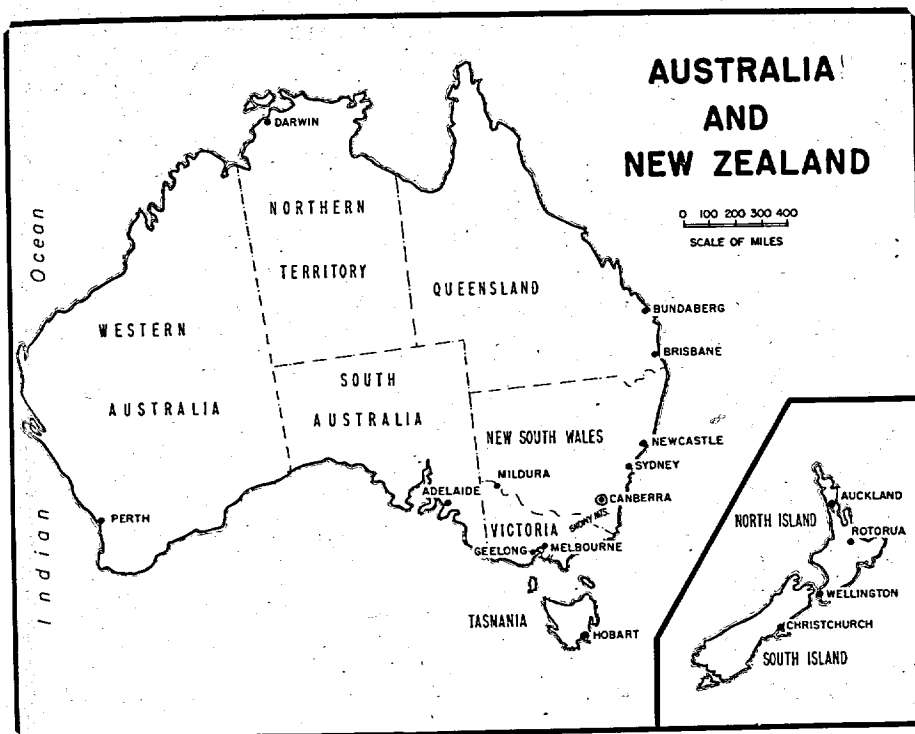 AUSTRALIA
AND
NEW ZEALAND
0 100 200 300 400
SCALE OF MILES
DARWIN
NORTHERN
TERRITORY
Indian Ocean
WESTERN
AUSTRALIA
QUEENSLAND
BUNDABERG
BRISBANE
SOUTH
AUSTRALIA
NEW SOUTH WALES
NEWCASTLE
SYDNEY
MILDURA
ADELAIDE
CANBERRA
SNOWY MTS.
PERTH
VICTORIA
GEELONG
MELBOURNE
TASMANIA
HOBART
AUCKLAND
NORTH ISLAND
ROTORUA
WELLINGTON
CHRISTCHURCH
SOUTH ISLAND